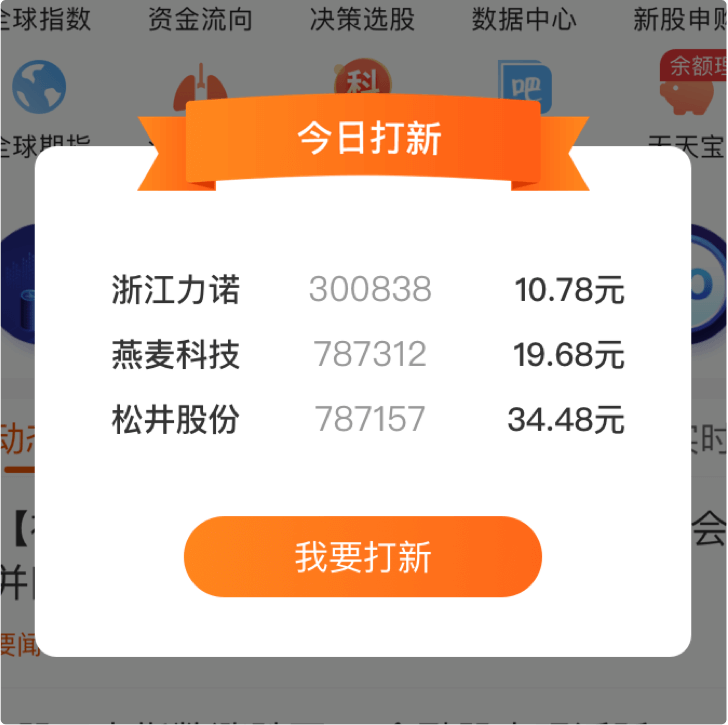 全球指数 资金流向 决策选股 数据中心 新股申购
科 吧 余额理
全球期指 天天宝
今日打新
浙江力诺 300838 10.78元
燕麦科技 787312 19.68元
动态 实时
松井股份 787157 34.48元
会
并
我要打新
要闻